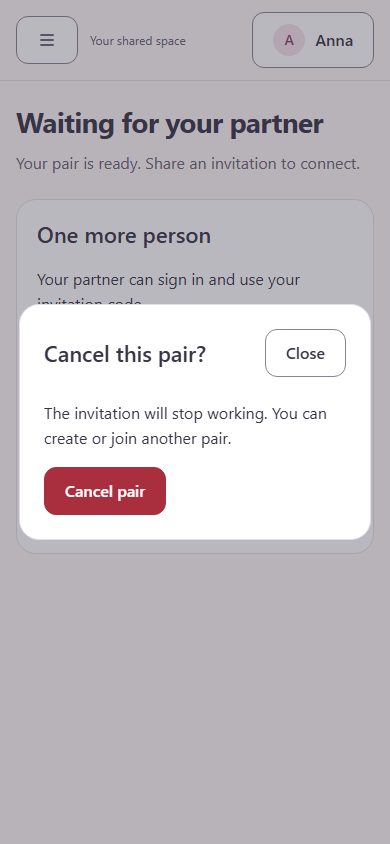 Your shared space
A
Anna
Waiting for your partner
Your pair is ready. Share an invitation to connect.
One more person
Your partner can sign in and use your
invitation code
Cancel this pair?
Close
The invitation will stop working. You can
create or join another pair.
Cancel pair